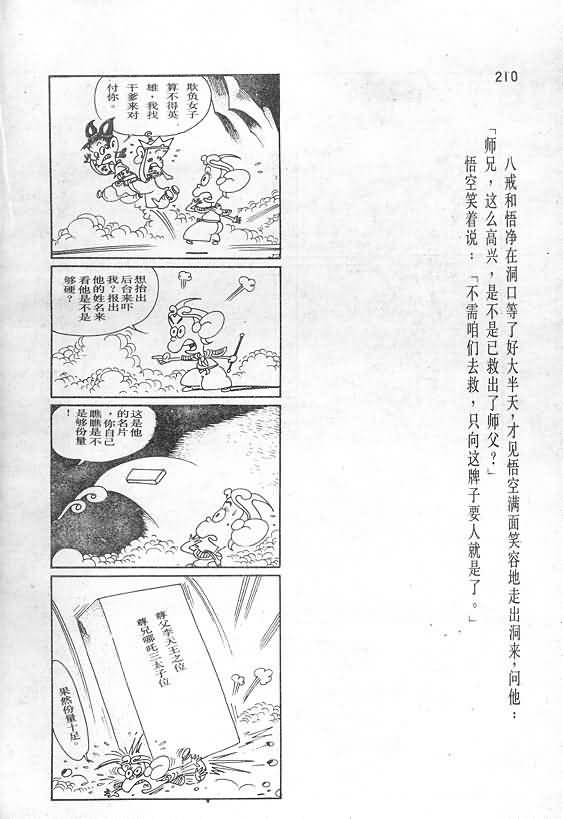 210
八戒和悟净在洞口等了好大半天，才见悟空满面笑容地走出洞来，问他：
「师兄，这么高兴，是不是已救出了师父？」
悟空笑着说：「不需咱们去救，只向这牌子要人就是了。」
欺负女子
算不得英
雄，我找
干爹来对
付你。
想抬出
后台来吓
我？报出
他的姓名来
看他是不是
够硬？
这是他
的名片
，你自己
瞧瞧是不
是够份量
！
尊父李天王之位
尊兄哪吒三太子位
果然份量十足。